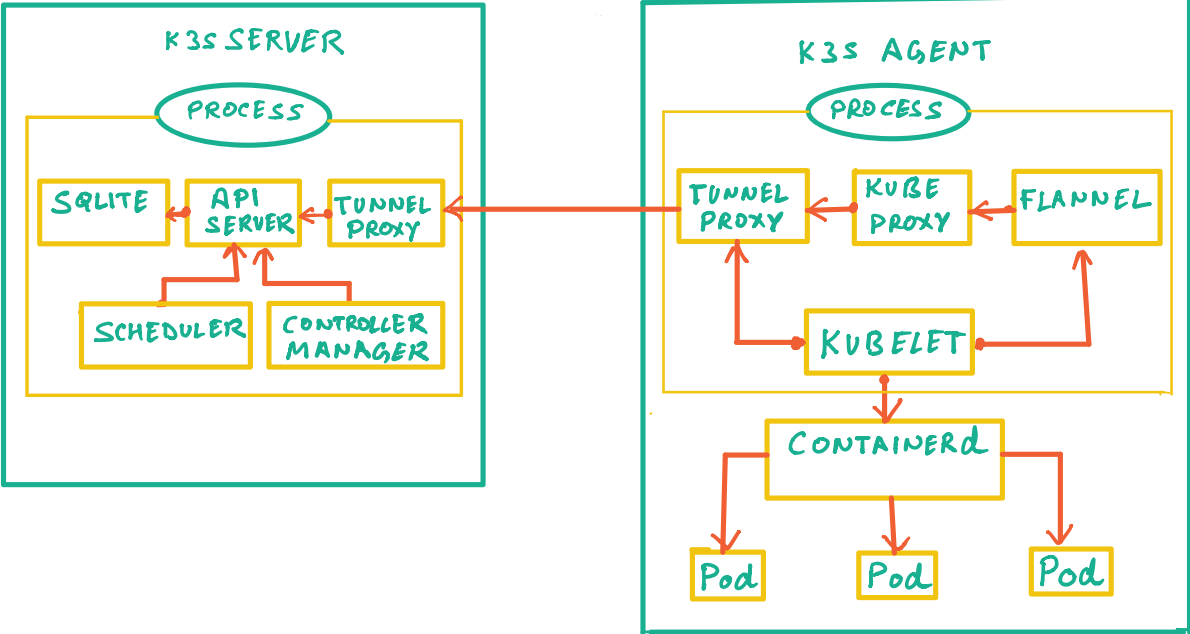 K3S SERVER
PROCESS
SQLITE
API
SERVER
TUNNEL
PROXY
SCHEDULER
CONTROLLER
MANAGER
K3S AGENT
PROCESS
TUNNEL
PROXY
KUBE
PROXY
FLANNEL
KUBELET
CONTAINERd
Pod
Pod
Pod